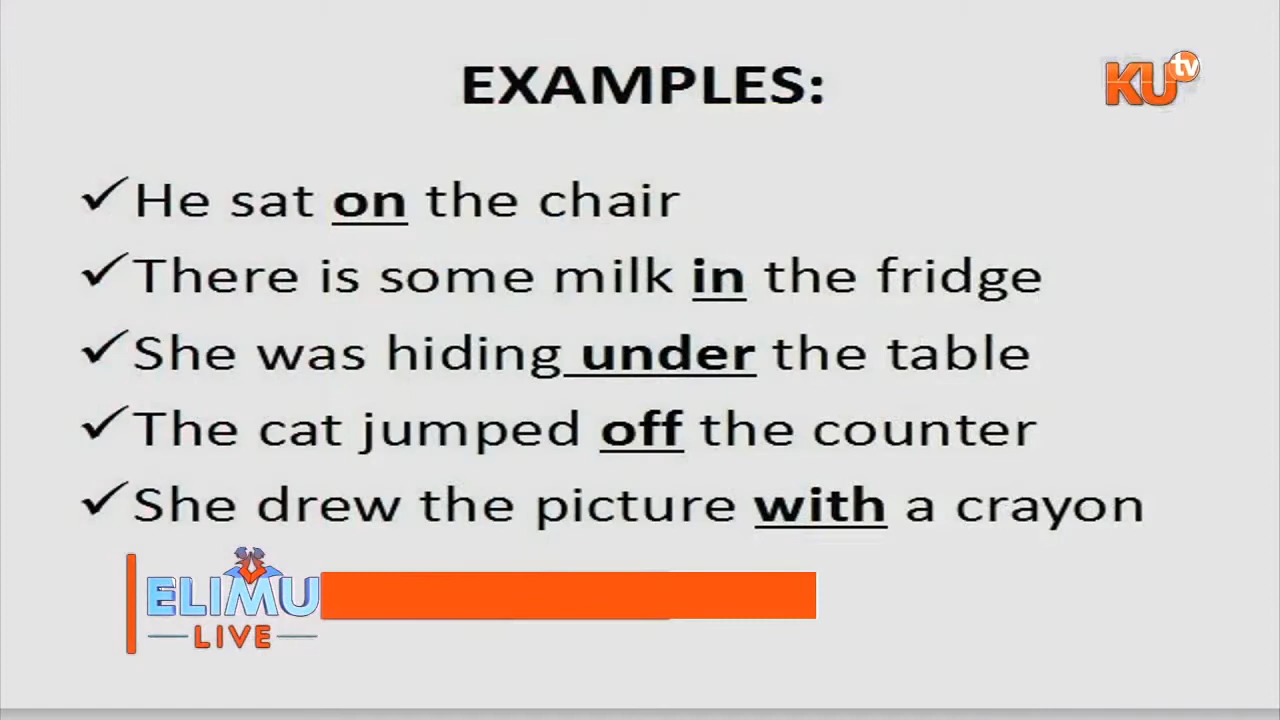 EXAMPLES:
KU tv
✓He sat on the chair
✓There is some milk in the fridge
✓She was hiding under the table
✓The cat jumped off the counter
✓She drew the picture with a crayon
ELIMU
LIVE